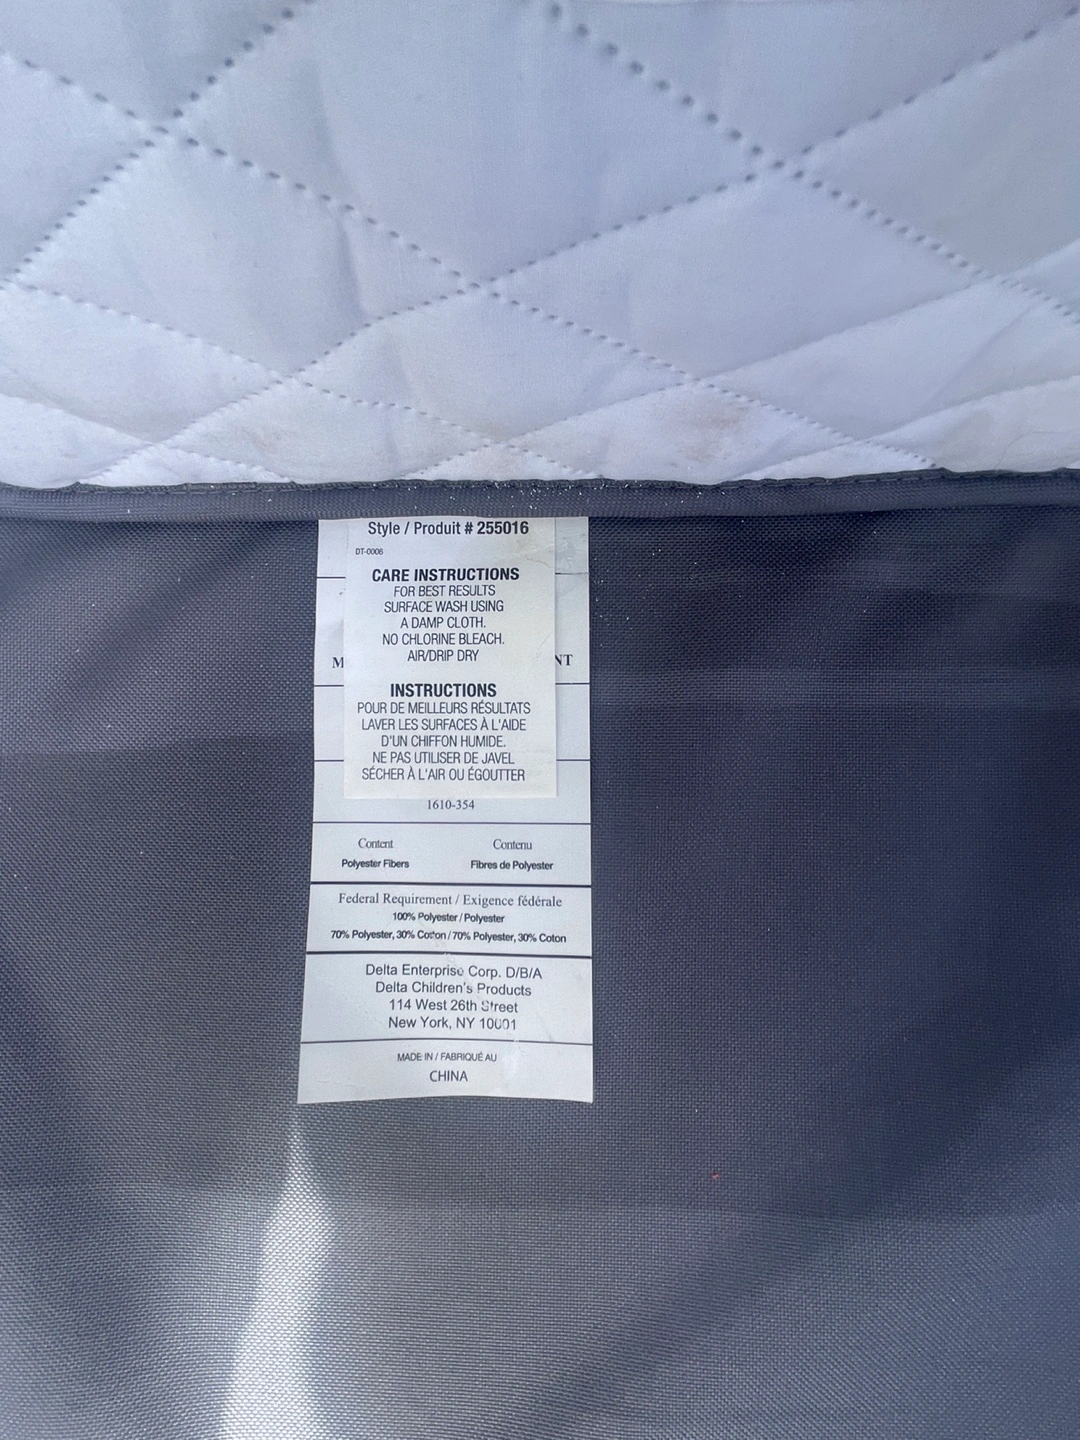 Style / Produit # 255016
DT-0006
CARE INSTRUCTIONS
FOR BEST RESULTS
SURFACE WASH USING
A DAMP CLOTH.
NO CHLORINE BLEACH.
AIR/DRIP DRY
INSTRUCTIONS
POUR DE MEILLEURS RÉSULTATS
LAVER LES SURFACES À L'AIDE
D'UN CHIFFON HUMIDE.
NE PAS UTILISER DE JAVEL
SÉCHER À L'AIR OU ÉGOUTTER
1610-354
Content Contenu
Polyester Fibers Fibres de Polyester
Federal Requirement / Exigence fédérale
100% Polyester / Polyester
70% Polyester, 30% Cotton / 70% Polyester, 30% Coton
Delta Enterprise Corp. D/B/A
Delta Children's Products
114 West 26th Street
New York, NY 10001
MADE IN / FABRIQUÉ AU
CHINA